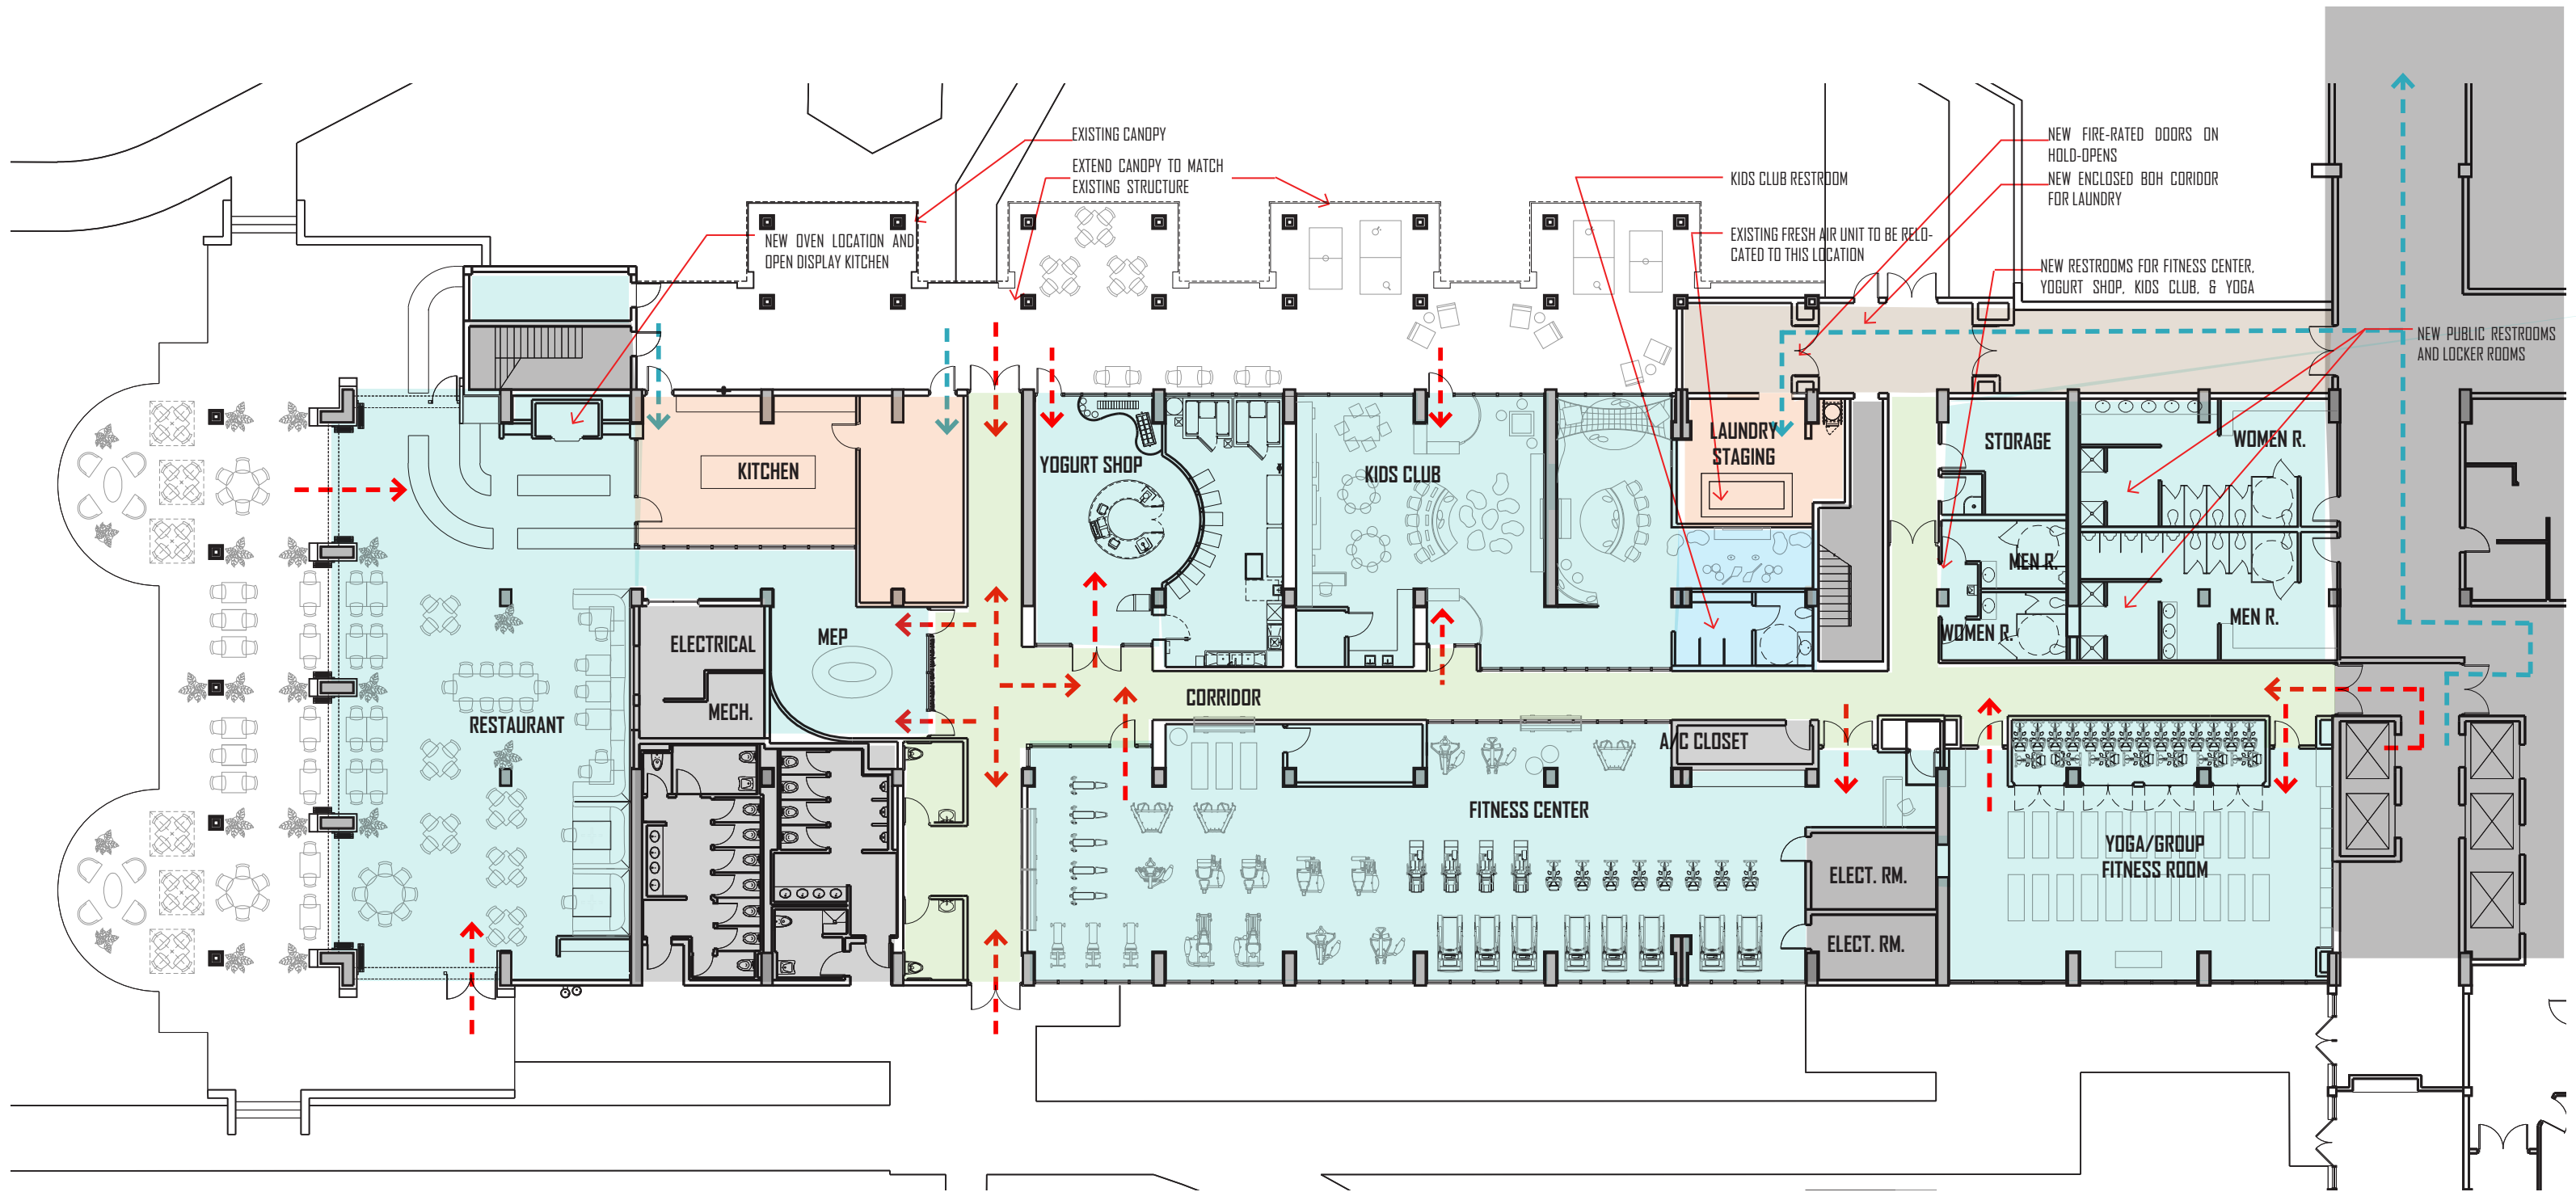 EXISTING CANOPY
EXTEND CANOPY TO MATCH
EXISTING STRUCTURE
NEW OVEN LOCATION AND
OPEN DISPLAY KITCHEN
KIDS CLUB RESTROOM
EXISTING FRESH AIR UNIT TO BE RELO-
CATED TO THIS LOCATION
NEW FIRE-RATED DOORS ON
HOLD-OPENS
NEW ENCLOSED BOH CORIDOR
FOR LAUNDRY
NEW RESTROOMS FOR FITNESS CENTER,
YOGURT SHOP, KIDS CLUB, & YOGA
NEW PUBLIC RESTROOMS
AND LOCKER ROOMS
KITCHEN
YOGURT SHOP
KIDS CLUB
LAUNDRY
STAGING
STORAGE
WOMEN R.
MEN R.
WOMEN R.
MEN R.
ELECTRICAL
MECH.
MEP
RESTAURANT
CORRIDOR
A/C CLOSET
FITNESS CENTER
ELECT. RM.
ELECT. RM.
YOGA/GROUP
FITNESS ROOM